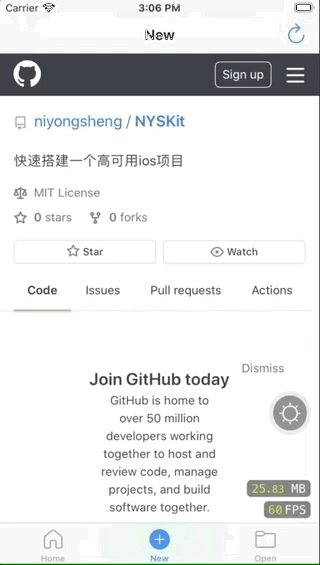 Carrier 3:06 PM
New
Sign up
niyongsheng / NYSKit
快速搭建一个高可用ios项目
MIT License
0 stars 0 forks
Star Watch
Code Issues Pull requests Actions
Dismiss
Join GitHub today
GitHub is home to
over 50 million
developers working
together to host and
review code, manage
projects, and build
software together.
25.83 MB
60 FPS
Home New Open